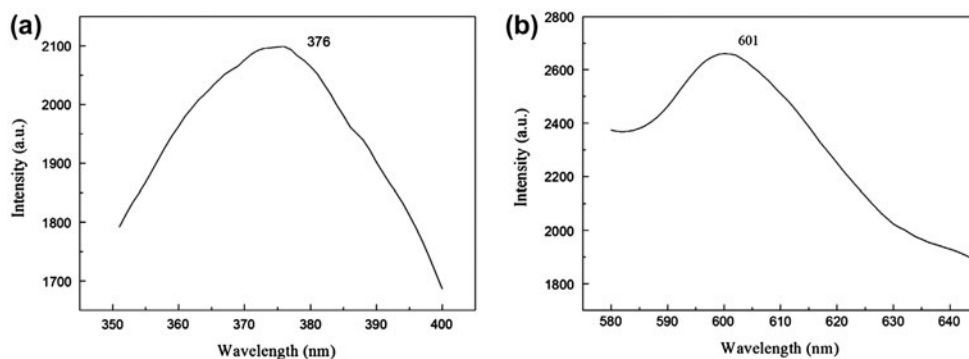 (a)
376
2100
2000
1900
1800
1700
Intensity (a.u.)
350 360 370 380 390 400
Wavelength (nm)
(b)
601
2800
2600
2400
2200
2000
1800
Intensity (a.u.)
580 590 600 610 620 630 640
Wavelength (nm)